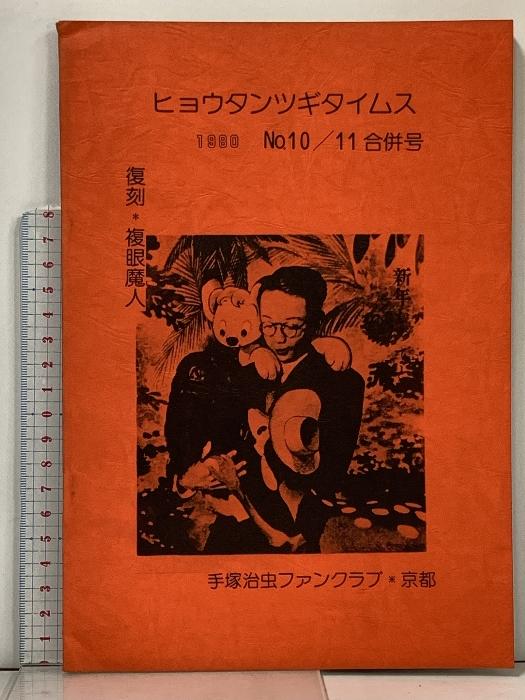 ヒョウタンツギタイムス
1980 No.10/11合併号
復刻*複眼魔人
新年
手塚治虫ファンクラブ*京都